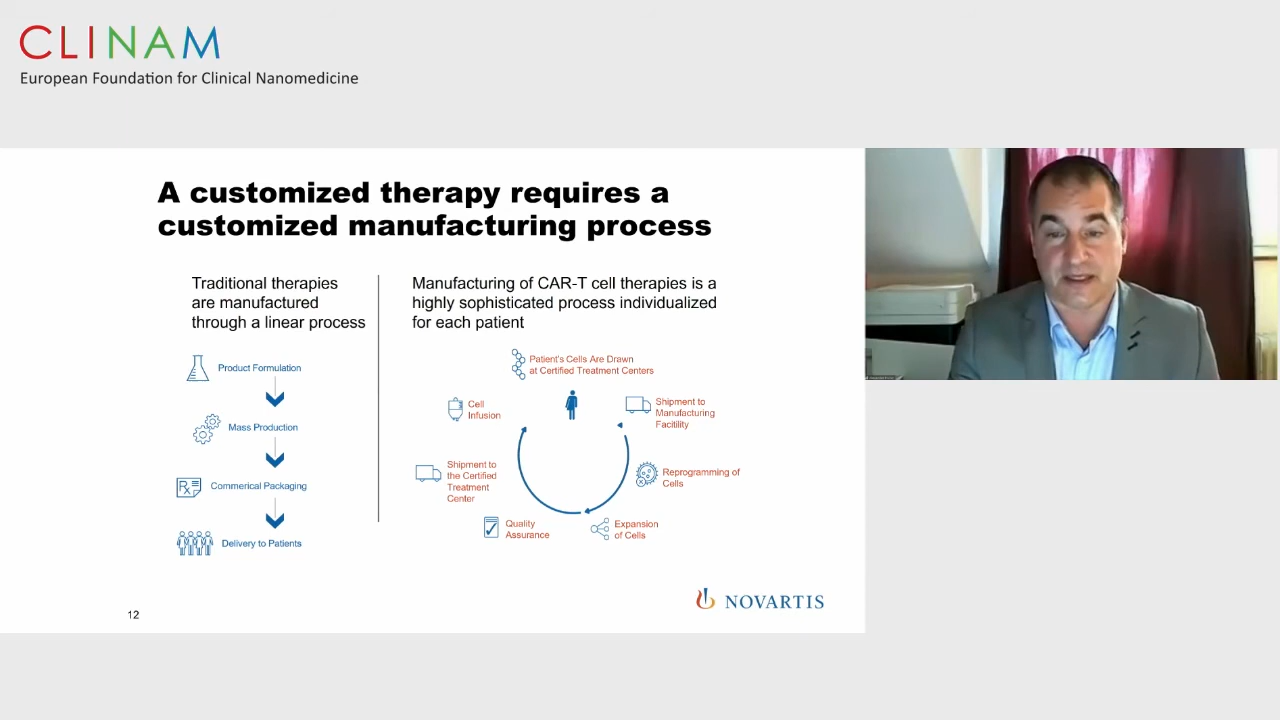 CLINAM
European Foundation for Clinical Nanomedicine
A customized therapy requires a
customized manufacturing process
Traditional therapies
are manufactured
through a linear process
Product Formulation
Mass Production
Rx
Commerical Packaging
Delivery to Patients
Manufacturing of CAR-T cell therapies is a
highly sophisticated process individualized
for each patient
Patient's Cells Are Drawn
at Certified Treatment Centers
Shipment to
Manufacturing
Facitility
Reprogramming of
Cells
Expansion
of Cells
Quality
Assurance
Shipment to
the Certified
Treatment
Center
Cell
Infusion
12
NOVARTIS